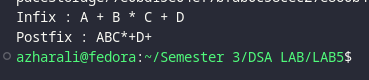 Infix : A + B * C + D
Postfix : ABC*+D+
azharali@fedora:~/Semester 3/DSA LAB/LAB5$